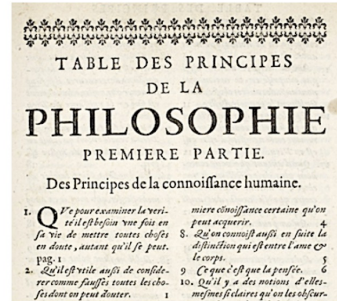 TABLE DES PRINCIPES
DE LA
PHILOSOPHIE
PREMIERE PARTIE.
Des Principes de la connoiſſance humaine.
1. QVe pour examiner la veri-
té il eſt beſoin vne fois en
ſa vie de mettre toutes choſes
en doute, autant qu'il ſe peut.
pag. 1
2. Qu'il eſt vtile auſſi de conſide-
rer comme fauſſes toutes les cho-
ſes dont on peut douter. 1
miere cõnoiſſance certaine qu'on
peut acquerir. 4
8. Qu'on connoiſt auſſi en ſuite la
diſtinction qui eſt entre l'ame &
le corps. 5
9 Ce que c'eſt que la penſée. 6
10. Qu'il y a des notions d'elles-
meſmes ſi claires qu'on les obſcur-